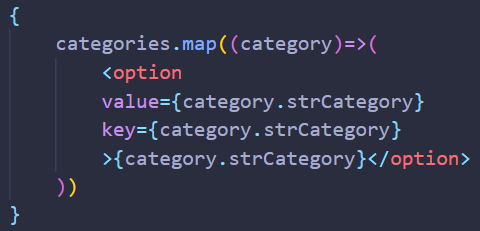 {
categories.map((category)=>(
<option
value={category.strCategory}
key={category.strCategory}
>{category.strCategory}</option>
))
}